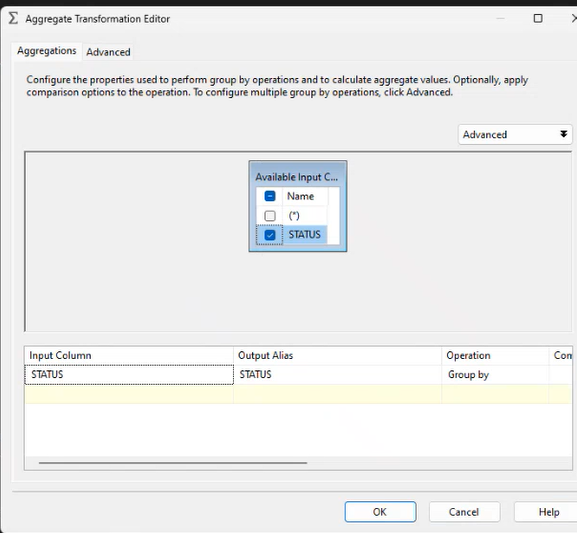 Aggregate Transformation Editor
Aggregations Advanced
Configure the properties used to perform group by operations and to calculate aggregate values. Optionally, apply
comparison options to the operation. To configure multiple group by operations, click Advanced.
Advanced
Available Input C...
Name
(*)
STATUS
Input Column Output Alias Operation Com
STATUS STATUS Group by
OK Cancel Help